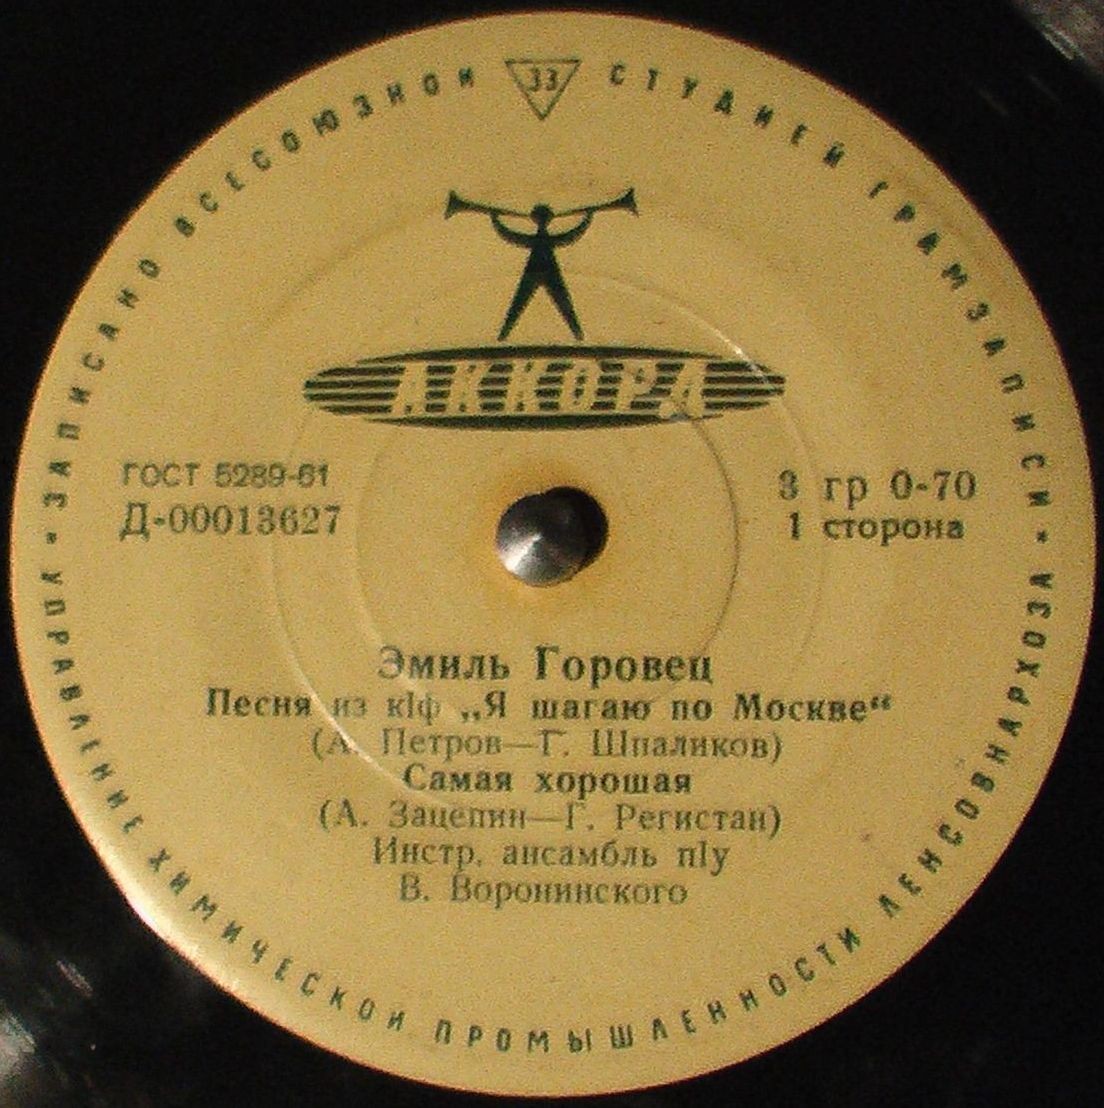 ЗАПИСАНО ВСЕСОЮЗНОЙ 33 СТУДИЕЙ ГРАМЗАПИСИ
АККОРД
ГОСТ 5289-61
Д-00013627
3 гр 0-70
1 сторона
Эмиль Горовец
Песня из к|ф „Я шагаю по Москве“
(А. Петров—Г. Шпаликов)
Самая хорошая
(А. Зацепин—Г. Регистан)
Инстр. ансамбль п|у
В. Воронинского
УПРАВЛЕНИЕ ХИМИЧЕСКОЙ ПРОМЫШЛЕННОСТИ ЛЕНСОВНАРХОЗА